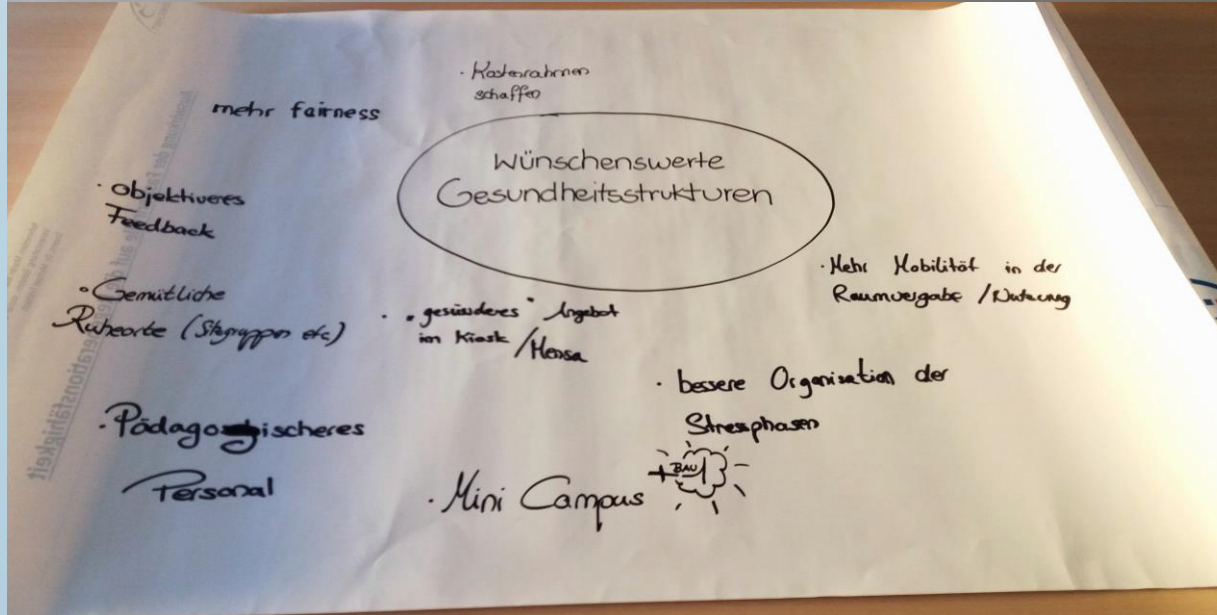 · Kostenrahmen
schaffen
mehr fairness
Wünschenswerte
Gesundheitsstrukturen
· Objektiveres
Feedback
· Mehr Mobilität in der
Raumvergabe / Nutzung
· Gemütliche
Ruheorte (Sitzgruppen etc)
· "gesünderes" Angebot
im Kiosk / Mensa
· bessere Organisation der
Stressphasen
· Pädagogischeres
Personal
· Mini Campus
BAU